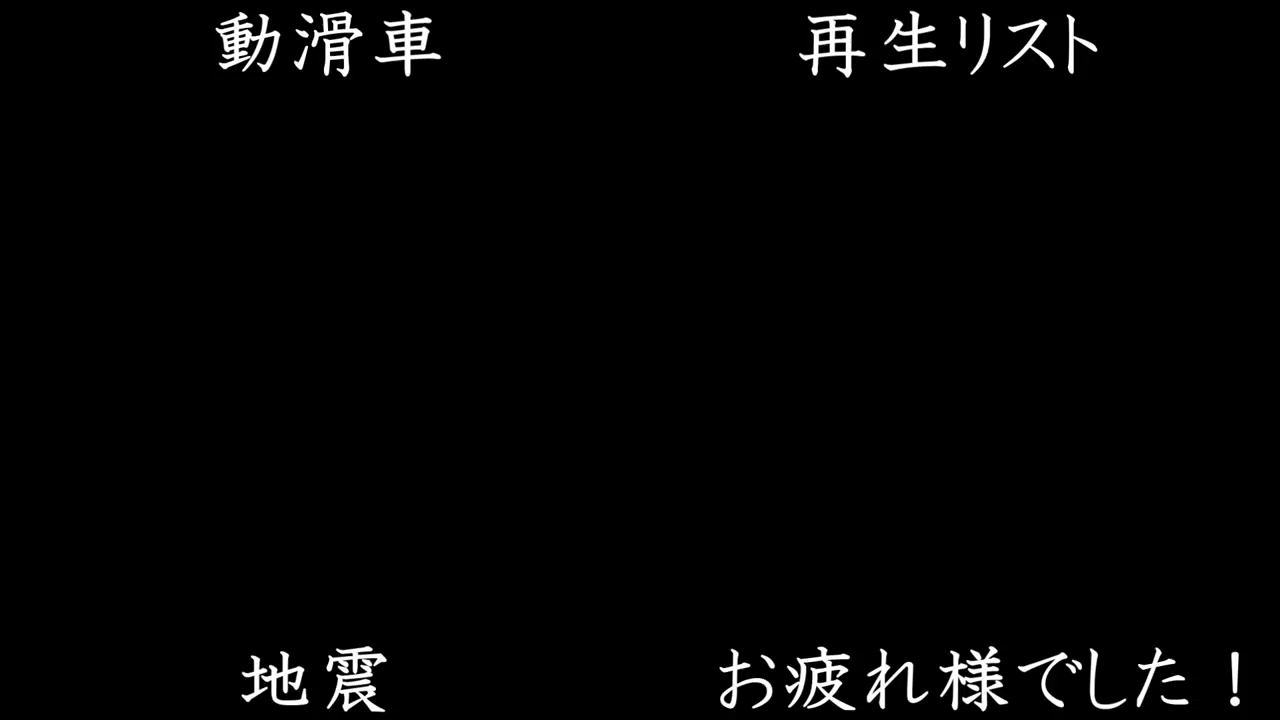 動滑車
再生リスト
地震
お疲れ様でした！